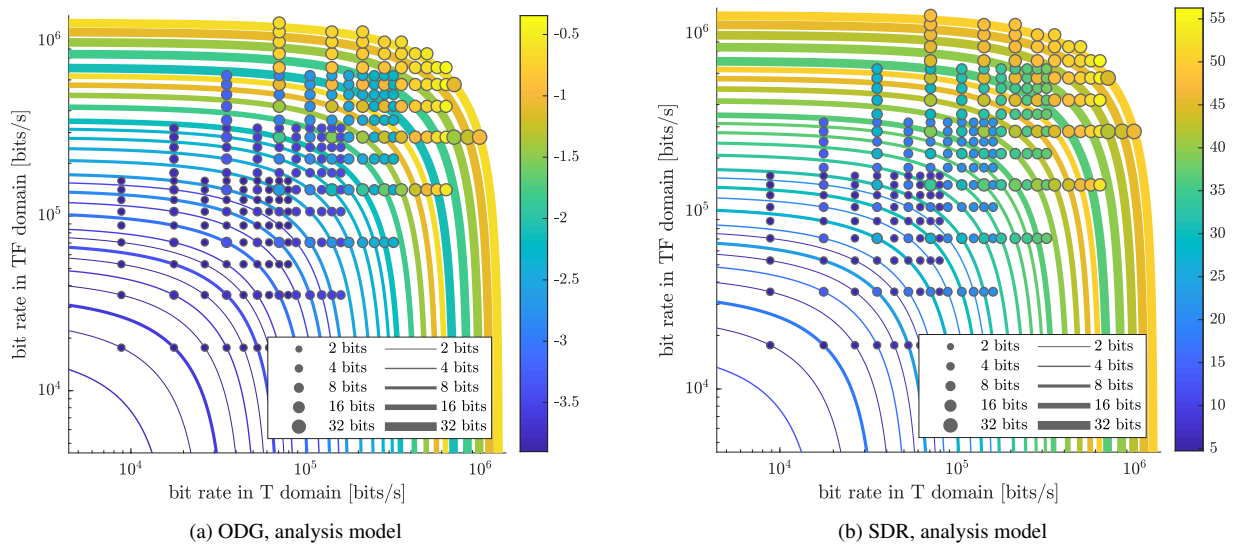 10^6
10^5
10^4
bit rate in TF domain [bits/s]
10^4
10^5
10^6
bit rate in T domain [bits/s]
2 bits 2 bits
4 bits 4 bits
8 bits 8 bits
16 bits 16 bits
32 bits 32 bits
-0.5
-1
-1.5
-2
-2.5
-3
-3.5
(a) ODG, analysis model
10^6
10^5
10^4
bit rate in TF domain [bits/s]
10^4
10^5
10^6
bit rate in T domain [bits/s]
2 bits 2 bits
4 bits 4 bits
8 bits 8 bits
16 bits 16 bits
32 bits 32 bits
55
50
45
40
35
30
25
20
15
10
5
(b) SDR, analysis model